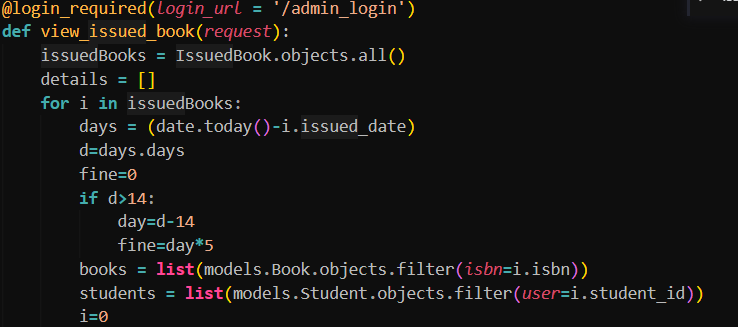 @login_required(login_url = '/admin_login')
def view_issued_book(request):
    issuedBooks = IssuedBook.objects.all()
    details = []
    for i in issuedBooks:
        days = (date.today()-i.issued_date)
        d=days.days
        fine=0
        if d>14:
            day=d-14
            fine=day*5
        books = list(models.Book.objects.filter(isbn=i.isbn))
        students = list(models.Student.objects.filter(user=i.student_id))
        i=0